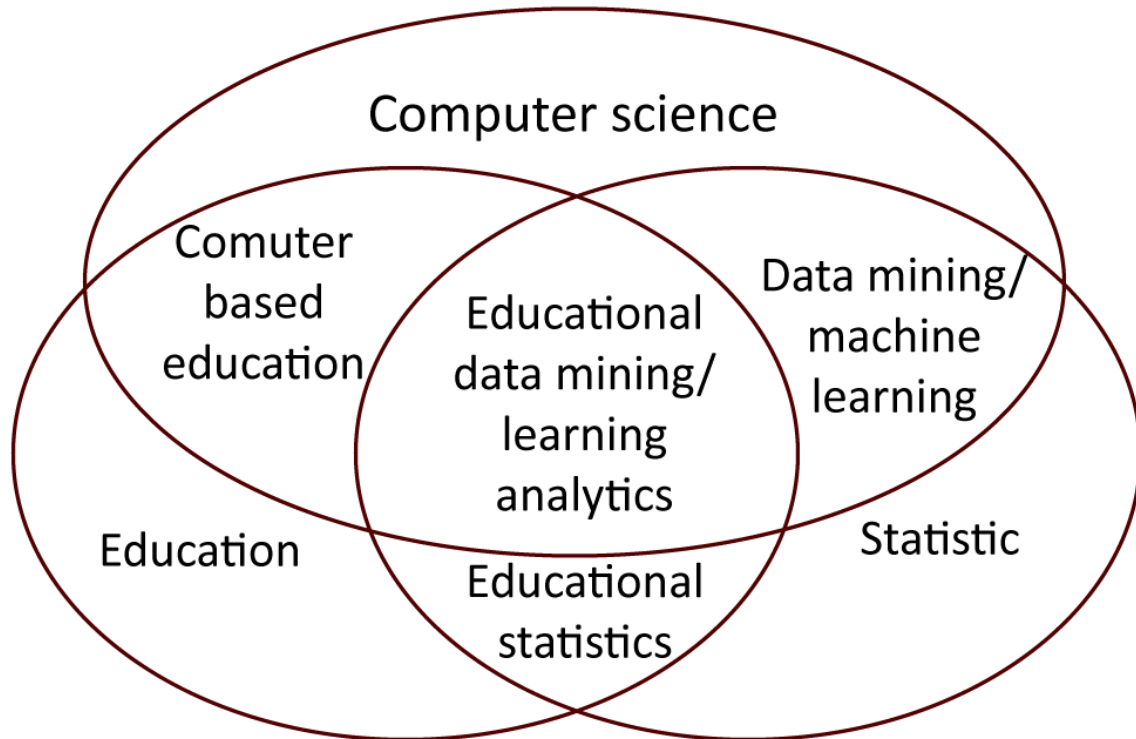 Computer science
Comuter
based
education
Educational
data mining/
learning
analytics
Data mining/
machine
learning
Education
Statistic
Educational
statistics